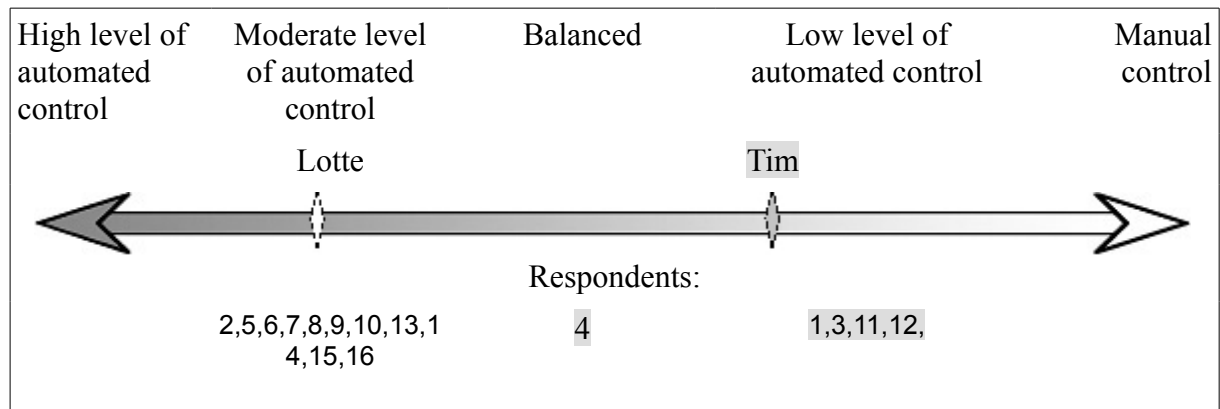 High level of automated control
Moderate level of automated control
Balanced
Low level of automated control
Manual control
Lotte
Tim
Respondents:
2,5,6,7,8,9,10,13,1
4,15,16
4
1,3,11,12,